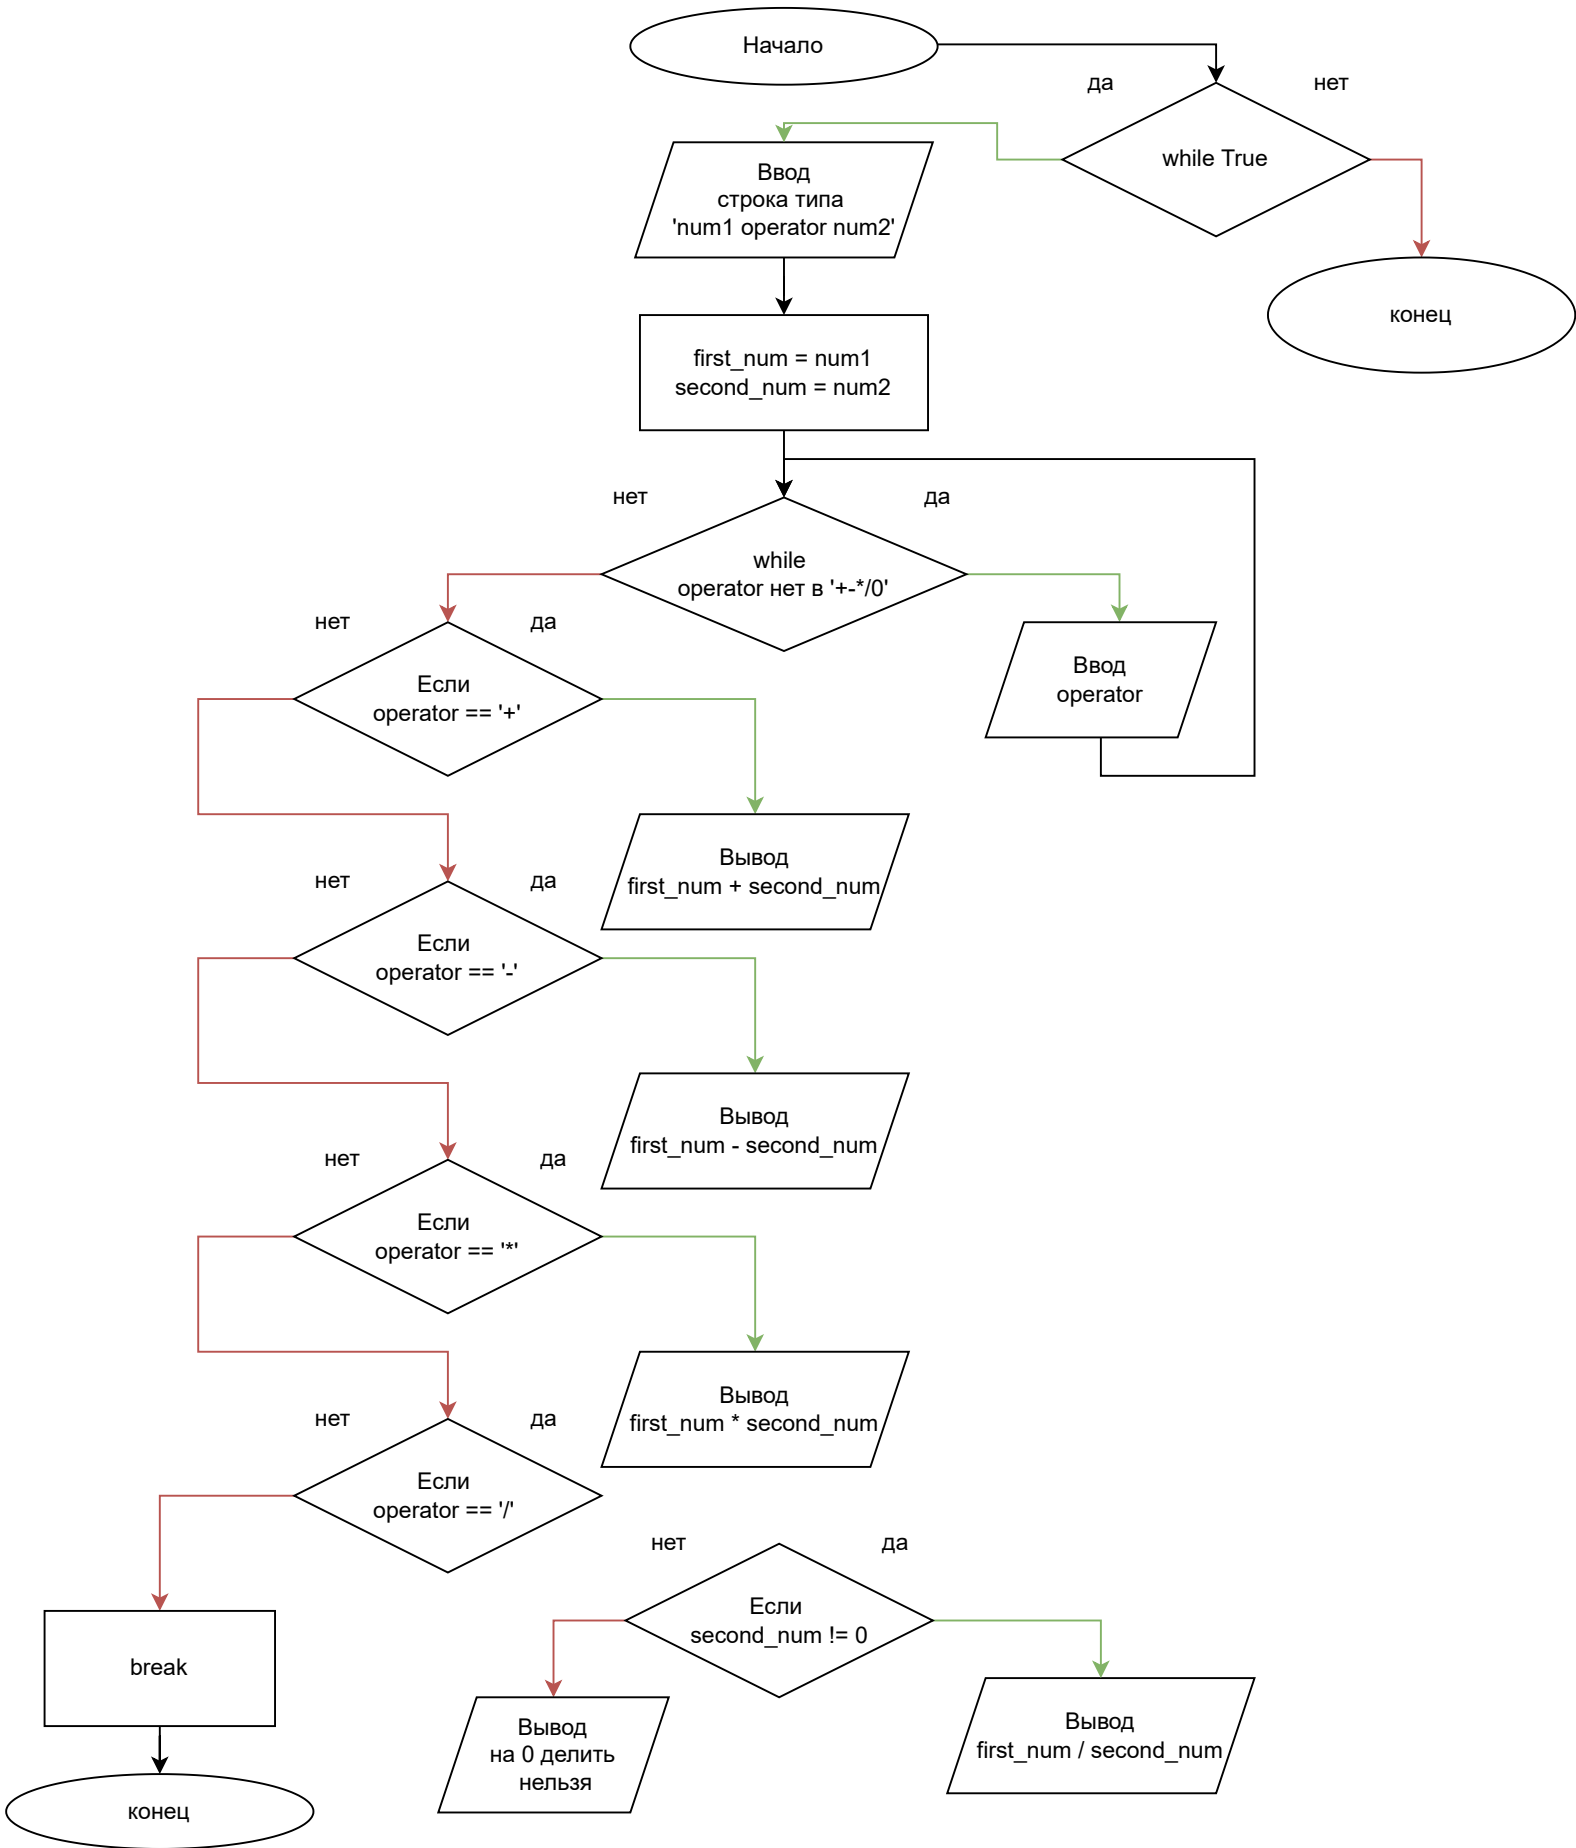 Начало
да
нет
while True
Ввод
строка типа
'num1 operator num2'
конец
first_num = num1
second_num = num2
нет
да
while
operator нет в '+-*/0'
нет
да
Если
operator == '+'
Ввод
operator
Вывод
first_num + second_num
нет
да
Если
operator == '-'
Вывод
first_num - second_num
нет
да
Если
operator == '*'
Вывод
first_num * second_num
нет
да
Если
operator == '/'
нет
да
Если
second_num != 0
break
Вывод
на 0 делить
нельзя
Вывод
first_num / second_num
конец